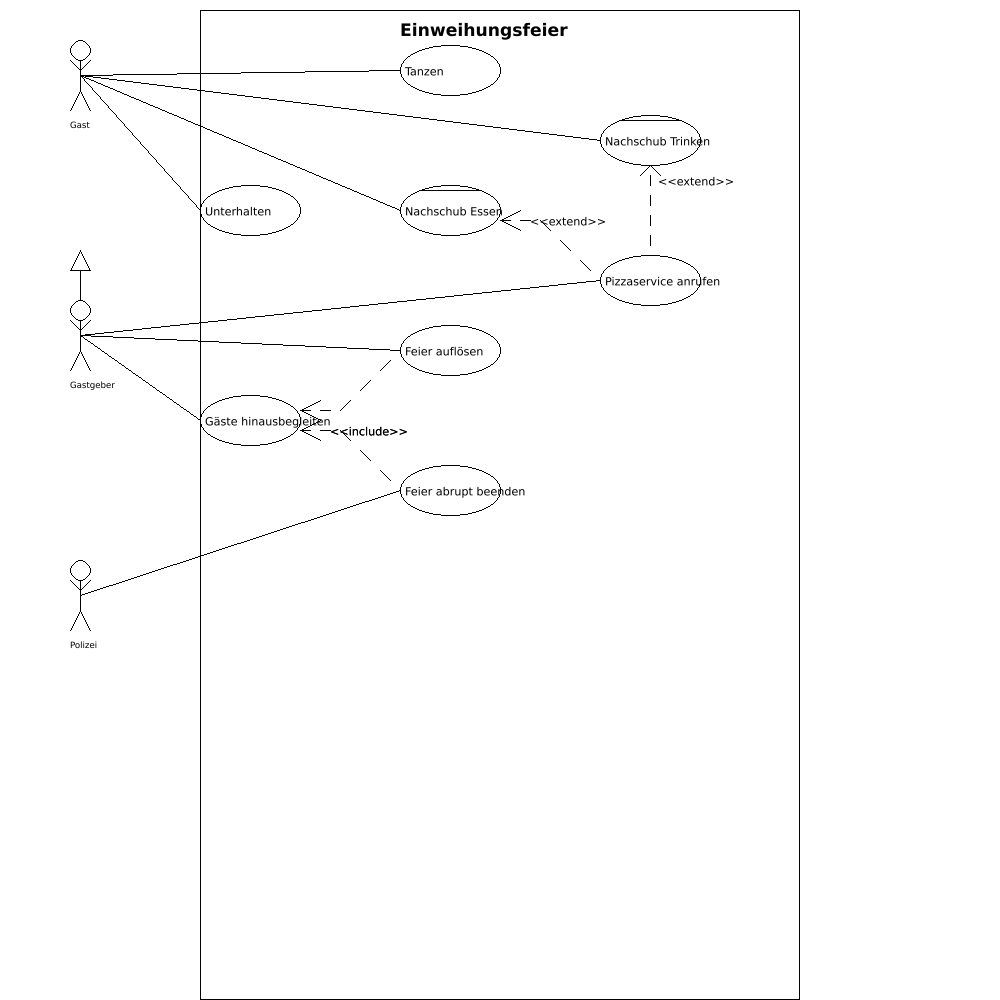 Einweihungsfeier
Tanzen
Gast
Nachschub Trinken
<<extend>>
Unterhalten
Nachschub Essen
<<extend>>
Pizzaservice anrufen
Feier auflösen
Gastgeber
Gäste hinausbegleiten
<<include>>
Feier abrupt beenden
Polizei